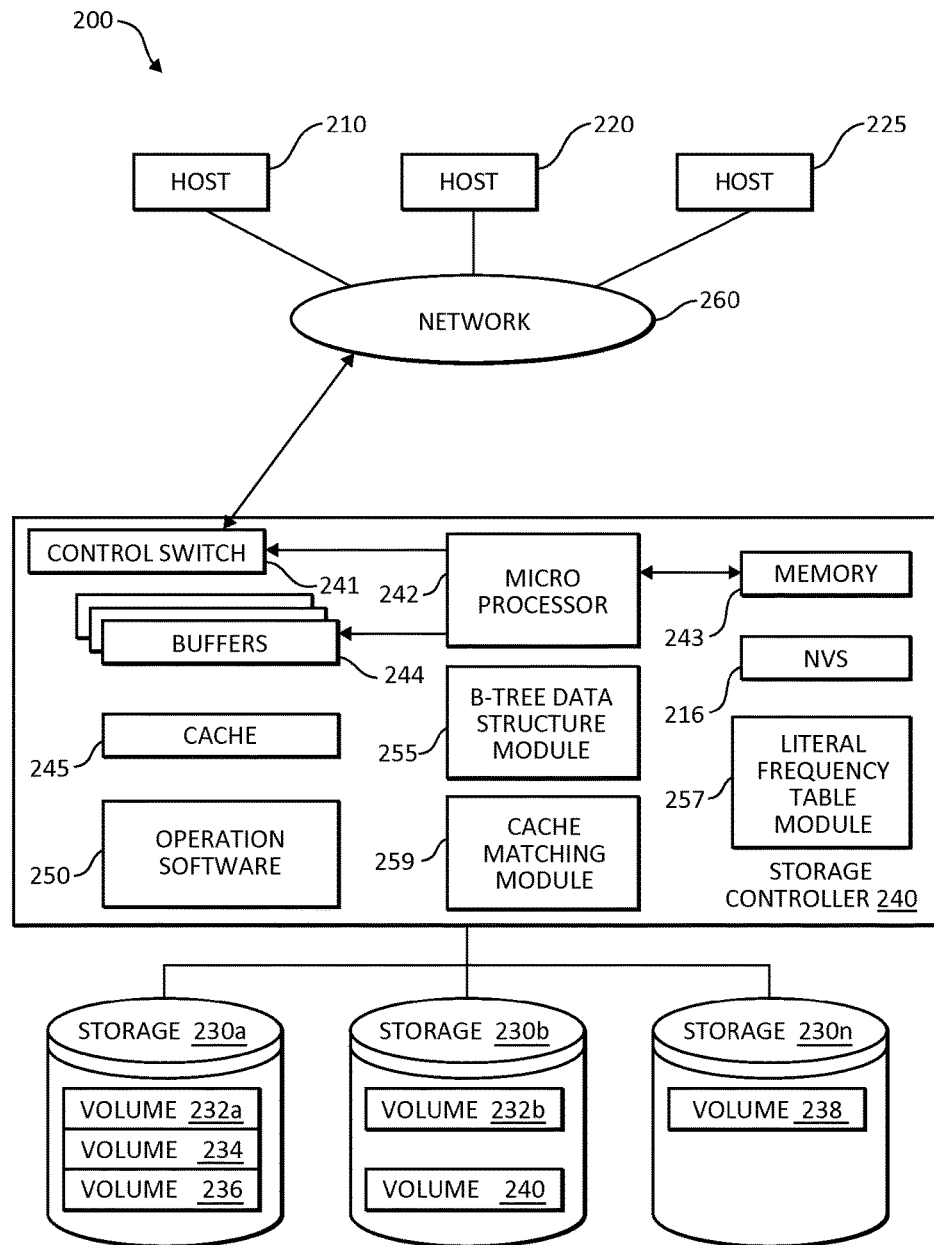 200
210
220
225
HOST
HOST
HOST
NETWORK
260
CONTROL SWITCH
241
242
MICRO
PROCESSOR
MEMORY
243
BUFFERS
244
NVS
216
CACHE
245
255
B-TREE DATA
STRUCTURE
MODULE
257
LITERAL
FREQUENCY
TABLE
MODULE
OPERATION
SOFTWARE
250
259
CACHE
MATCHING
MODULE
STORAGE
CONTROLLER 240
STORAGE 230a
STORAGE 230b
STORAGE 230n
VOLUME 232a
VOLUME 234
VOLUME 236
VOLUME 232b
VOLUME 240
VOLUME 238